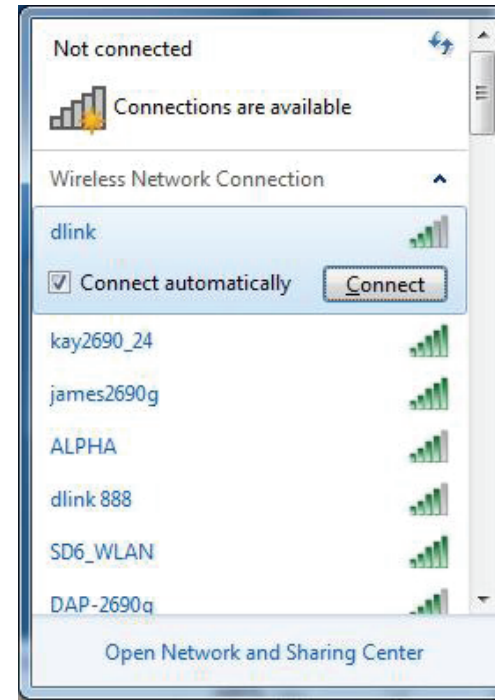 Not connected
Connections are available
Wireless Network Connection
dlink
Connect automatically
Connect
kay2690_24
james2690g
ALPHA
dlink 888
SD6_WLAN
DAP-2690g
Open Network and Sharing Center